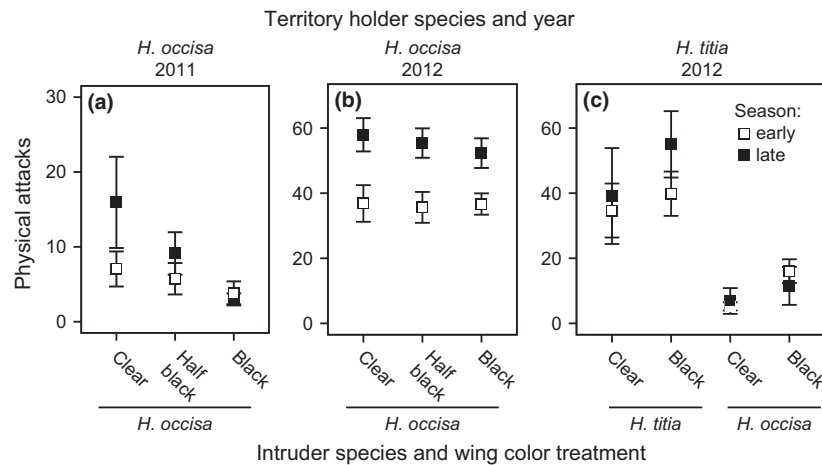 Territory holder species and year
H. occisa H. occisa H. titia
2011 2012 2012
(a) (b) (c)
Season:
early
late
Physical attacks
30
20
10
0
60
40
20
0
60
40
20
0
Clear Half black Black
Clear Half black Black
Clear Black Clear Black
H. occisa H. occisa H. titia H. occisa
Intruder species and wing color treatment